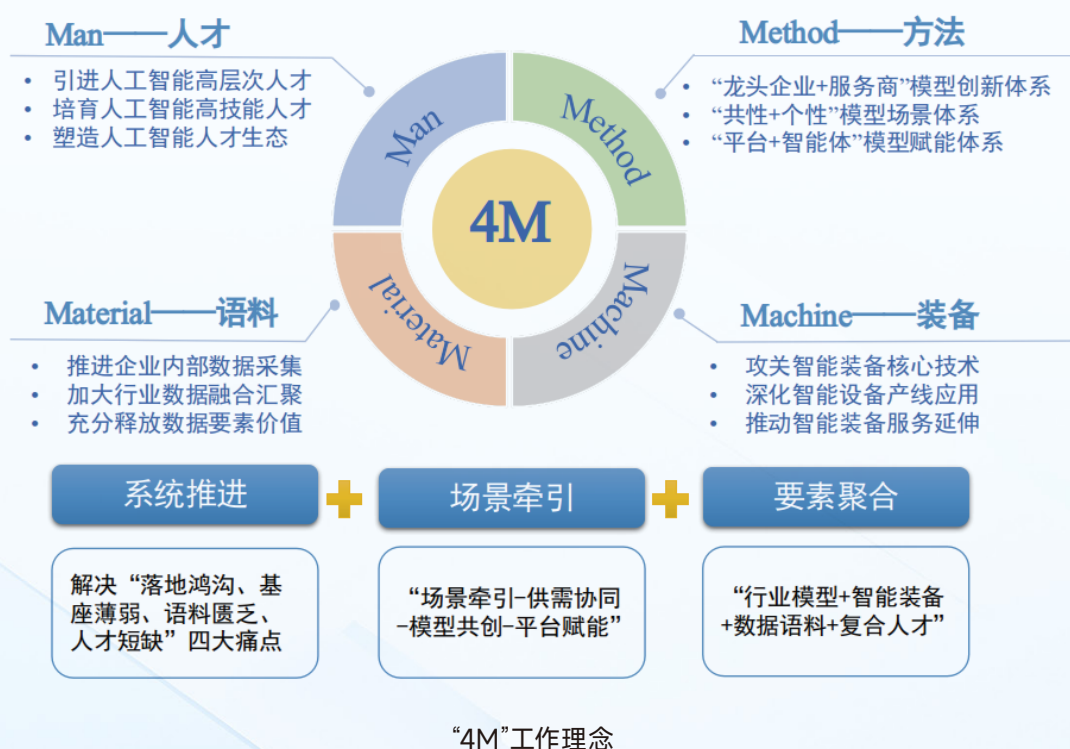 Man——人才
• 引进人工智能高层次人才
• 培育人工智能高技能人才
• 塑造人工智能人才生态
Method——方法
• “龙头企业+服务商”模型创新体系
• “共性+个性”模型场景体系
• “平台+智能体”模型赋能体系
Man
Method
4M
Material
Machine
Material——语料
• 推进企业内部数据采集
• 加大行业数据融合汇聚
• 充分释放数据要素价值
Machine——装备
• 攻关智能装备核心技术
• 深化智能设备产线应用
• 推动智能装备服务延伸
系统推进
场景牵引
要素聚合
解决“落地鸿沟、基
座薄弱、语料匮乏、
人才短缺”四大痛点
“场景牵引-供需协同
-模型共创-平台赋能”
“行业模型+智能装备
+数据语料+复合人才”
“4M”工作理念